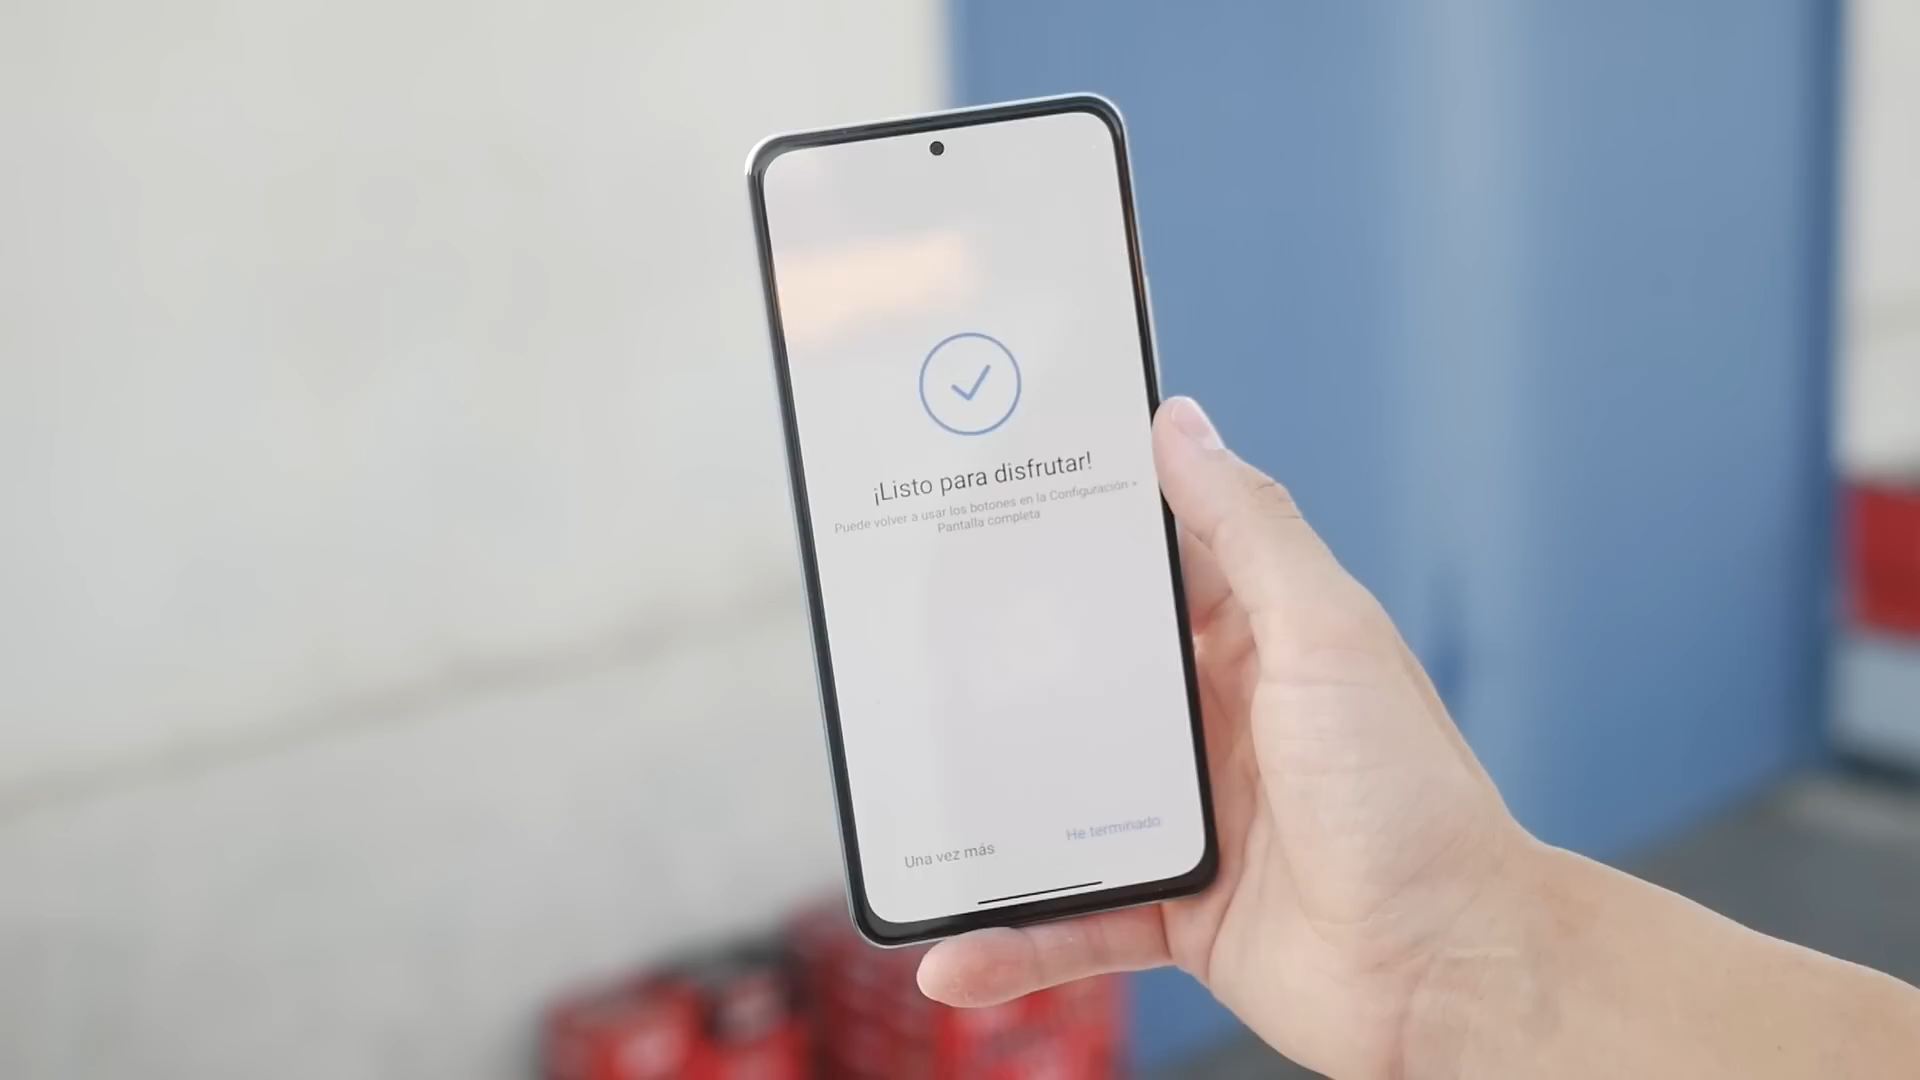 ¡Listo para disfrutar!
Puede volver a usar los botones en la Configuración »
Pantalla completa
Una vez más
He terminado